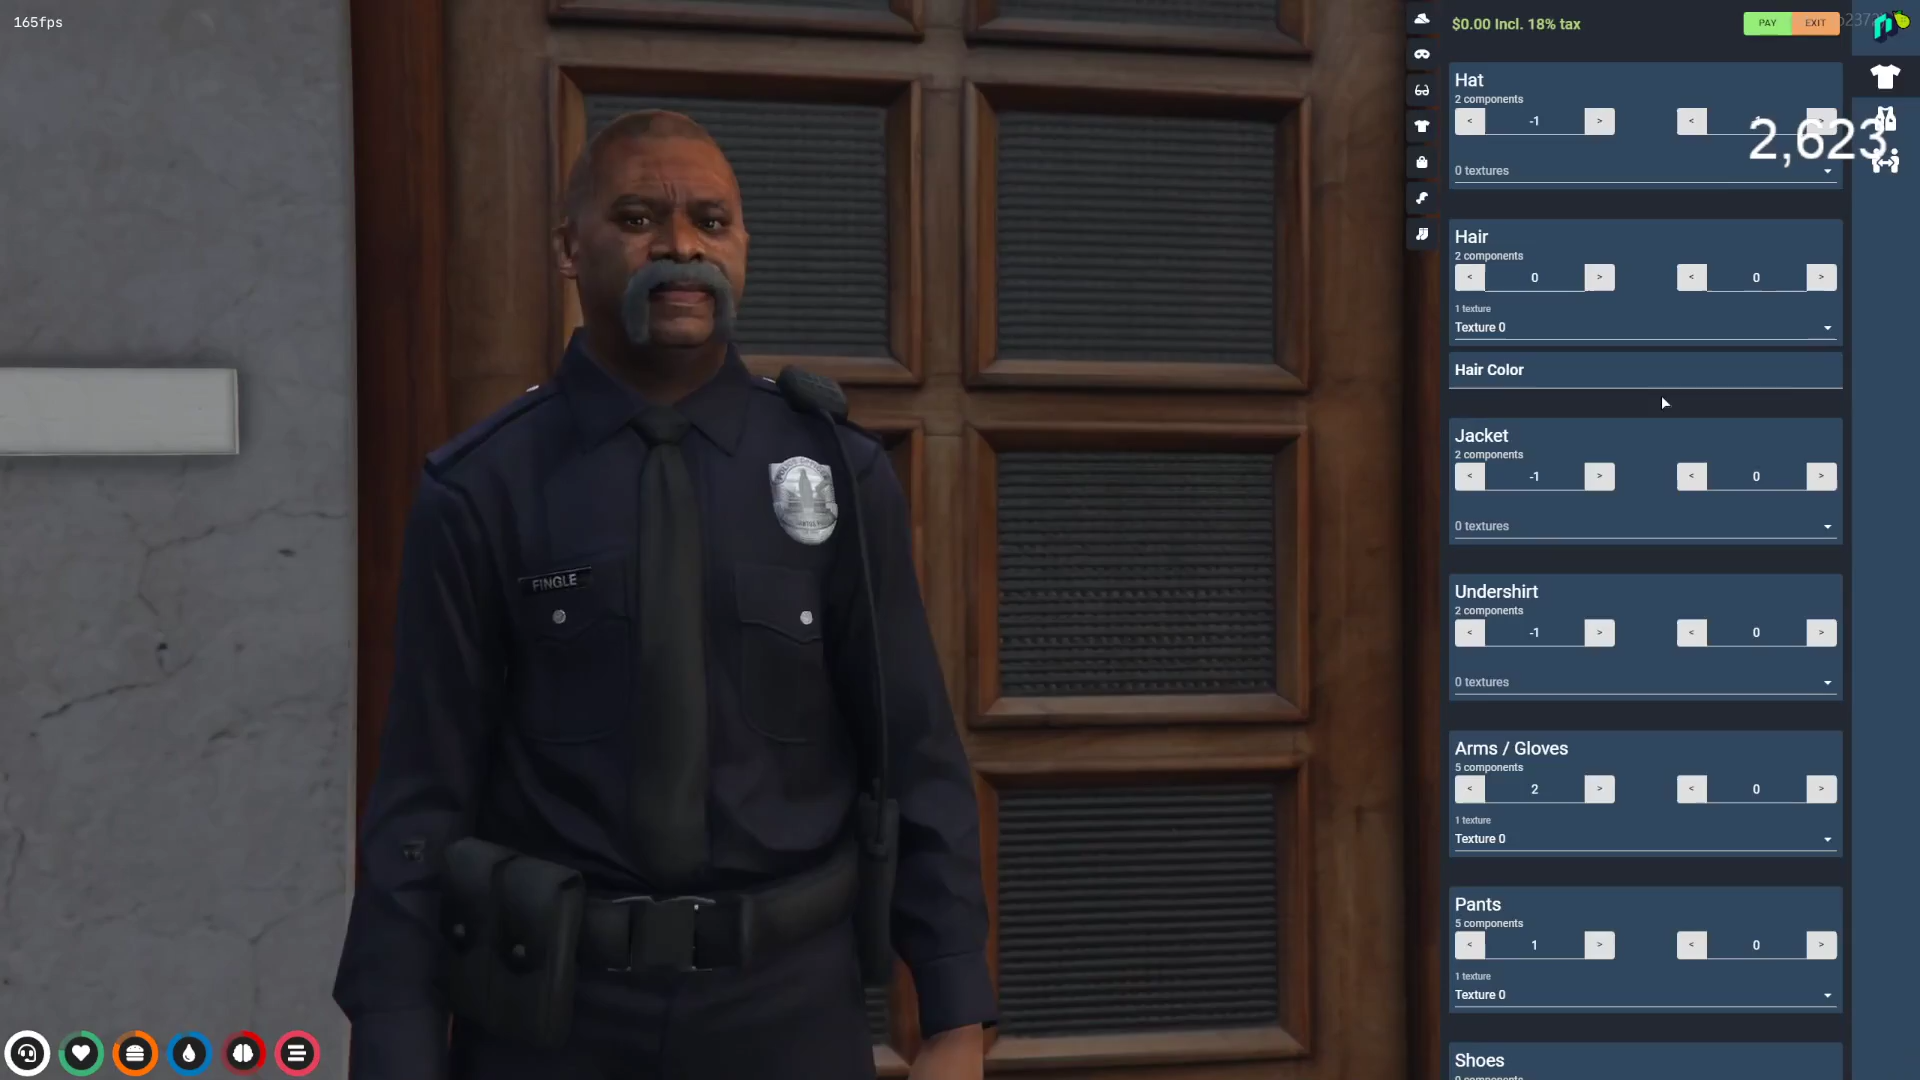 165fps
$0.00 Incl. 18% tax
PAY
EXIT
Hat
2 components
< -1 > < >
2,623
0 textures
Hair
2 components
< 0 > < 0 >
1 texture
Texture 0
Hair Color
Jacket
2 components
< -1 > < 0 >
0 textures
Undershirt
2 components
< -1 > < 0 >
0 textures
Arms / Gloves
5 components
< 2 > < 0 >
1 texture
Texture 0
Pants
5 components
< 1 > < 0 >
1 texture
Texture 0
Shoes
FINGLE